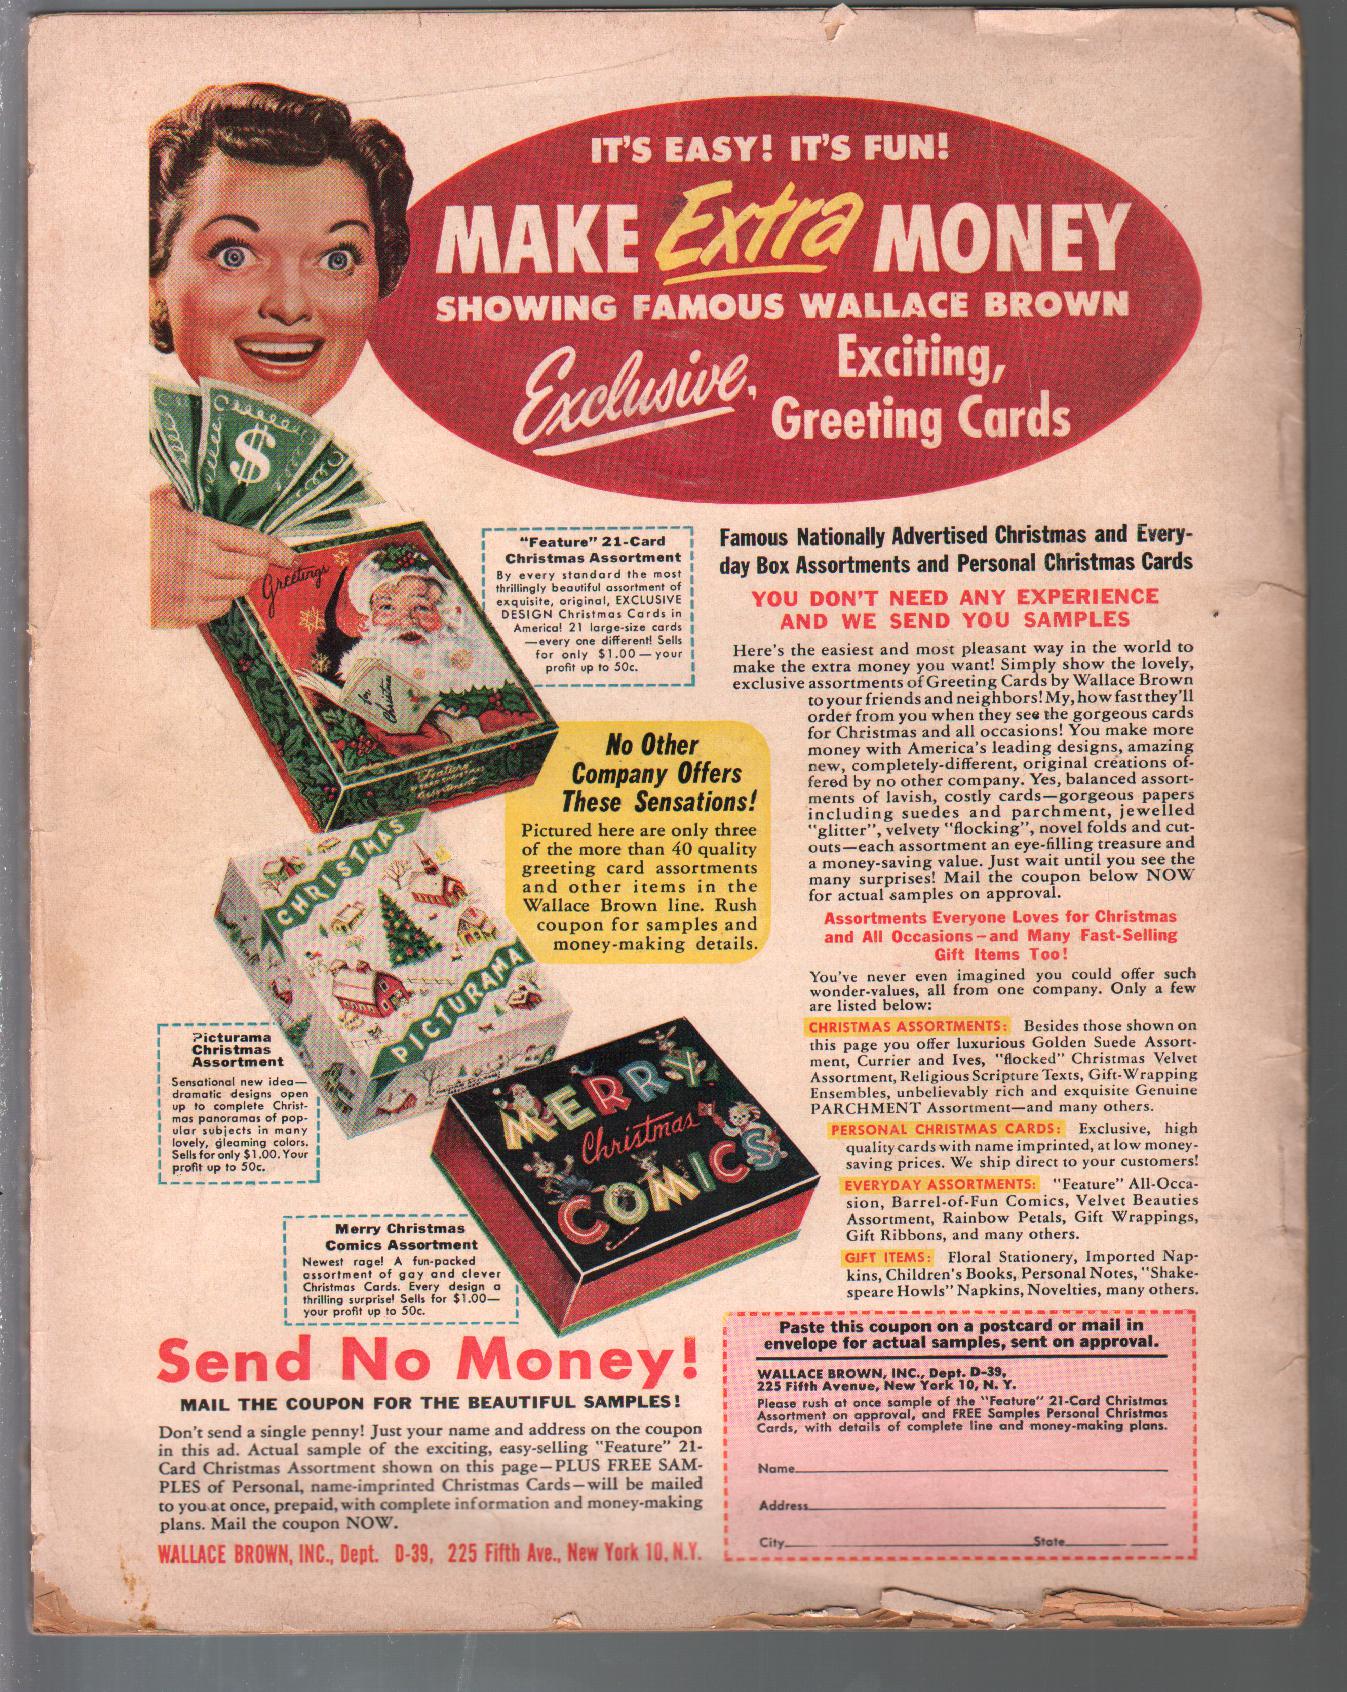 IT'S EASY! IT'S FUN!
MAKE Extra MONEY
SHOWING FAMOUS WALLACE BROWN
Exclusive, Exciting,
Greeting Cards
$
Greetings
for Christmas
"Feature" 21-Card
Christmas Assortment
By every standard the most
thrillingly beautiful assortment of
exquisite, original, EXCLUSIVE
DESIGN Christmas Cards in
America! 21 large-size cards
—every one different! Sells
for only $1.00—your
profit up to 50c.
No Other
Company Offers
These Sensations!
Pictured here are only three
of the more than 40 quality
greeting card assortments
and other items in the
Wallace Brown line. Rush
coupon for samples and
money-making details.
CHRISTMAS
PICTURAMA
Picturama
Christmas
Assortment
Sensational new idea—
dramatic designs open
up to complete Christ-
mas panoramas of pop-
ular subjects in many
lovely, gleaming colors.
Sells for only $1.00. Your
profit up to 50c.
MERRY
Christmas
COMICS
Merry Christmas
Comics Assortment
Newest rage! A fun-packed
assortment of gay and clever
Christmas Cards. Every design a
thrilling surprise! Sells for $1.00—
your profit up to 50c.
Famous Nationally Advertised Christmas and Every-
day Box Assortments and Personal Christmas Cards
YOU DON'T NEED ANY EXPERIENCE
AND WE SEND YOU SAMPLES
Here's the easiest and most pleasant way in the world to
make the extra money you want! Simply show the lovely,
exclusive assortments of Greeting Cards by Wallace Brown
to your friends and neighbors! My, how fast they'll
order from you when they see the gorgeous cards
for Christmas and all occasions! You make more
money with America's leading designs, amazing
new, completely-different, original creations of-
fered by no other company. Yes, balanced assort-
ments of lavish, costly cards—gorgeous papers
including suedes and parchment, jewelled
"glitter", velvety "flocking", novel folds and cut-
outs—each assortment an eye-filling treasure and
a money-saving value. Just wait until you see the
many surprises! Mail the coupon below NOW
for actual samples on approval.
Assortments Everyone Loves for Christmas
and All Occasions—and Many Fast-Selling
Gift Items Too!
You've never even imagined you could offer such
wonder-values, all from one company. Only a few
are listed below:
CHRISTMAS ASSORTMENTS: Besides those shown on
this page you offer luxurious Golden Suede Assort-
ment, Currier and Ives, "flocked" Christmas Velvet
Assortment, Religious Scripture Texts, Gift-Wrapping
Ensembles, unbelievably rich and exquisite Genuine
PARCHMENT Assortment—and many others.
PERSONAL CHRISTMAS CARDS: Exclusive, high
quality cards with name imprinted, at low money-
saving prices. We ship direct to your customers!
EVERYDAY ASSORTMENTS: "Feature" All-Occa-
sion, Barrel-of-Fun Comics, Velvet Beauties
Assortment, Rainbow Petals, Gift Wrappings,
Gift Ribbons, and many others.
GIFT ITEMS: Floral Stationery, Imported Nap-
kins, Children's Books, Personal Notes, "Shake-
speare Howls" Napkins, Novelties, many others.
Send No Money!
MAIL THE COUPON FOR THE BEAUTIFUL SAMPLES!
Don't send a single penny! Just your name and address on the coupon
in this ad. Actual sample of the exciting, easy-selling "Feature" 21-
Card Christmas Assortment shown on this page—PLUS FREE SAM-
PLES of Personal, name-imprinted Christmas Cards—will be mailed
to you at once, prepaid, with complete information and money-making
plans. Mail the coupon NOW.
WALLACE BROWN, INC., Dept. D-39, 225 Fifth Ave., New York 10, N.Y.
Paste this coupon on a postcard or mail in
envelope for actual samples, sent on approval.
WALLACE BROWN, INC., Dept. D-39,
225 Fifth Avenue, New York 10, N. Y.
Please rush at once sample of the "Feature" 21-Card Christmas
Assortment on approval, and FREE Samples Personal Christmas
Cards, with details of complete line and money-making plans.
Name
Address
City State